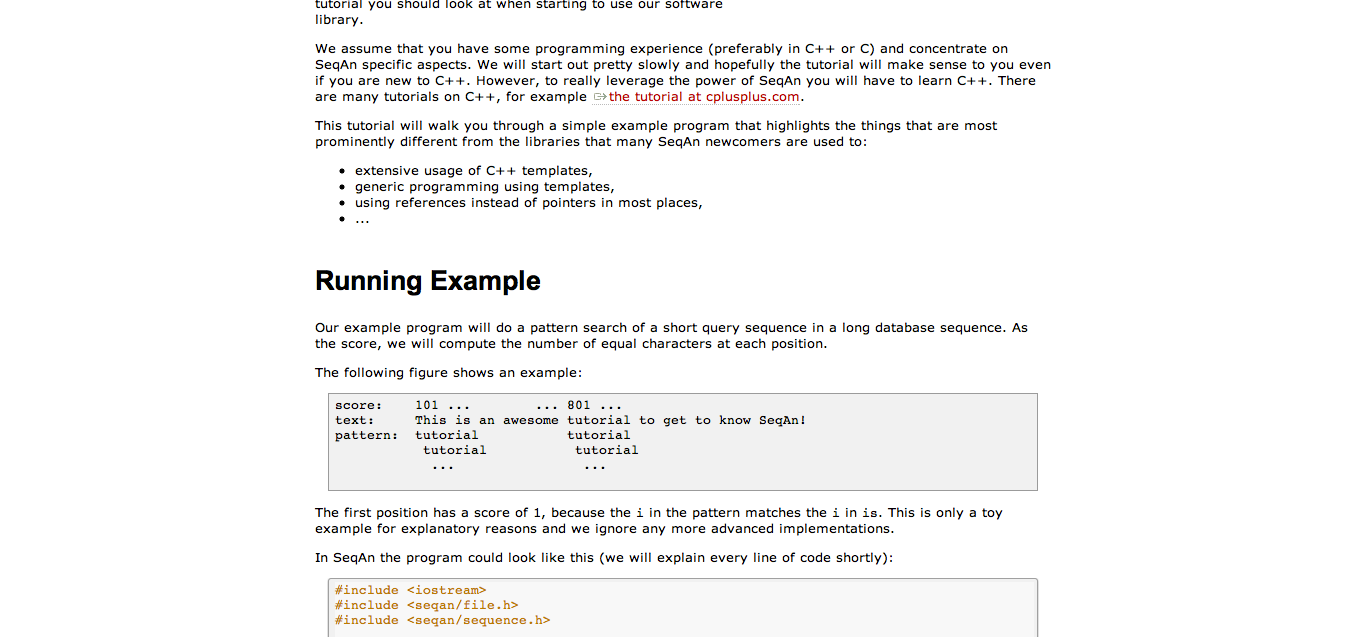 tutorial you should look at when starting to use our software
library.
We assume that you have some programming experience (preferably in C++ or C) and concentrate on
SeqAn specific aspects. We will start out pretty slowly and hopefully the tutorial will make sense to you even
if you are new to C++. However, to really leverage the power of SeqAn you will have to learn C++. There
are many tutorials on C++, for example the tutorial at cplusplus.com.
This tutorial will walk you through a simple example program that highlights the things that are most
prominently different from the libraries that many SeqAn newcomers are used to:
• extensive usage of C++ templates,
• generic programming using templates,
• using references instead of pointers in most places,
• ...
Running Example
Our example program will do a pattern search of a short query sequence in a long database sequence. As
the score, we will compute the number of equal characters at each position.
The following figure shows an example:
score:    101 ...        ... 801 ...
text:     This is an awesome tutorial to get to know SeqAn!
pattern:  tutorial           tutorial
           tutorial           tutorial
            ...                ...
The first position has a score of 1, because the i in the pattern matches the i in is. This is only a toy
example for explanatory reasons and we ignore any more advanced implementations.
In SeqAn the program could look like this (we will explain every line of code shortly):
#include <iostream>
#include <seqan/file.h>
#include <seqan/sequence.h>